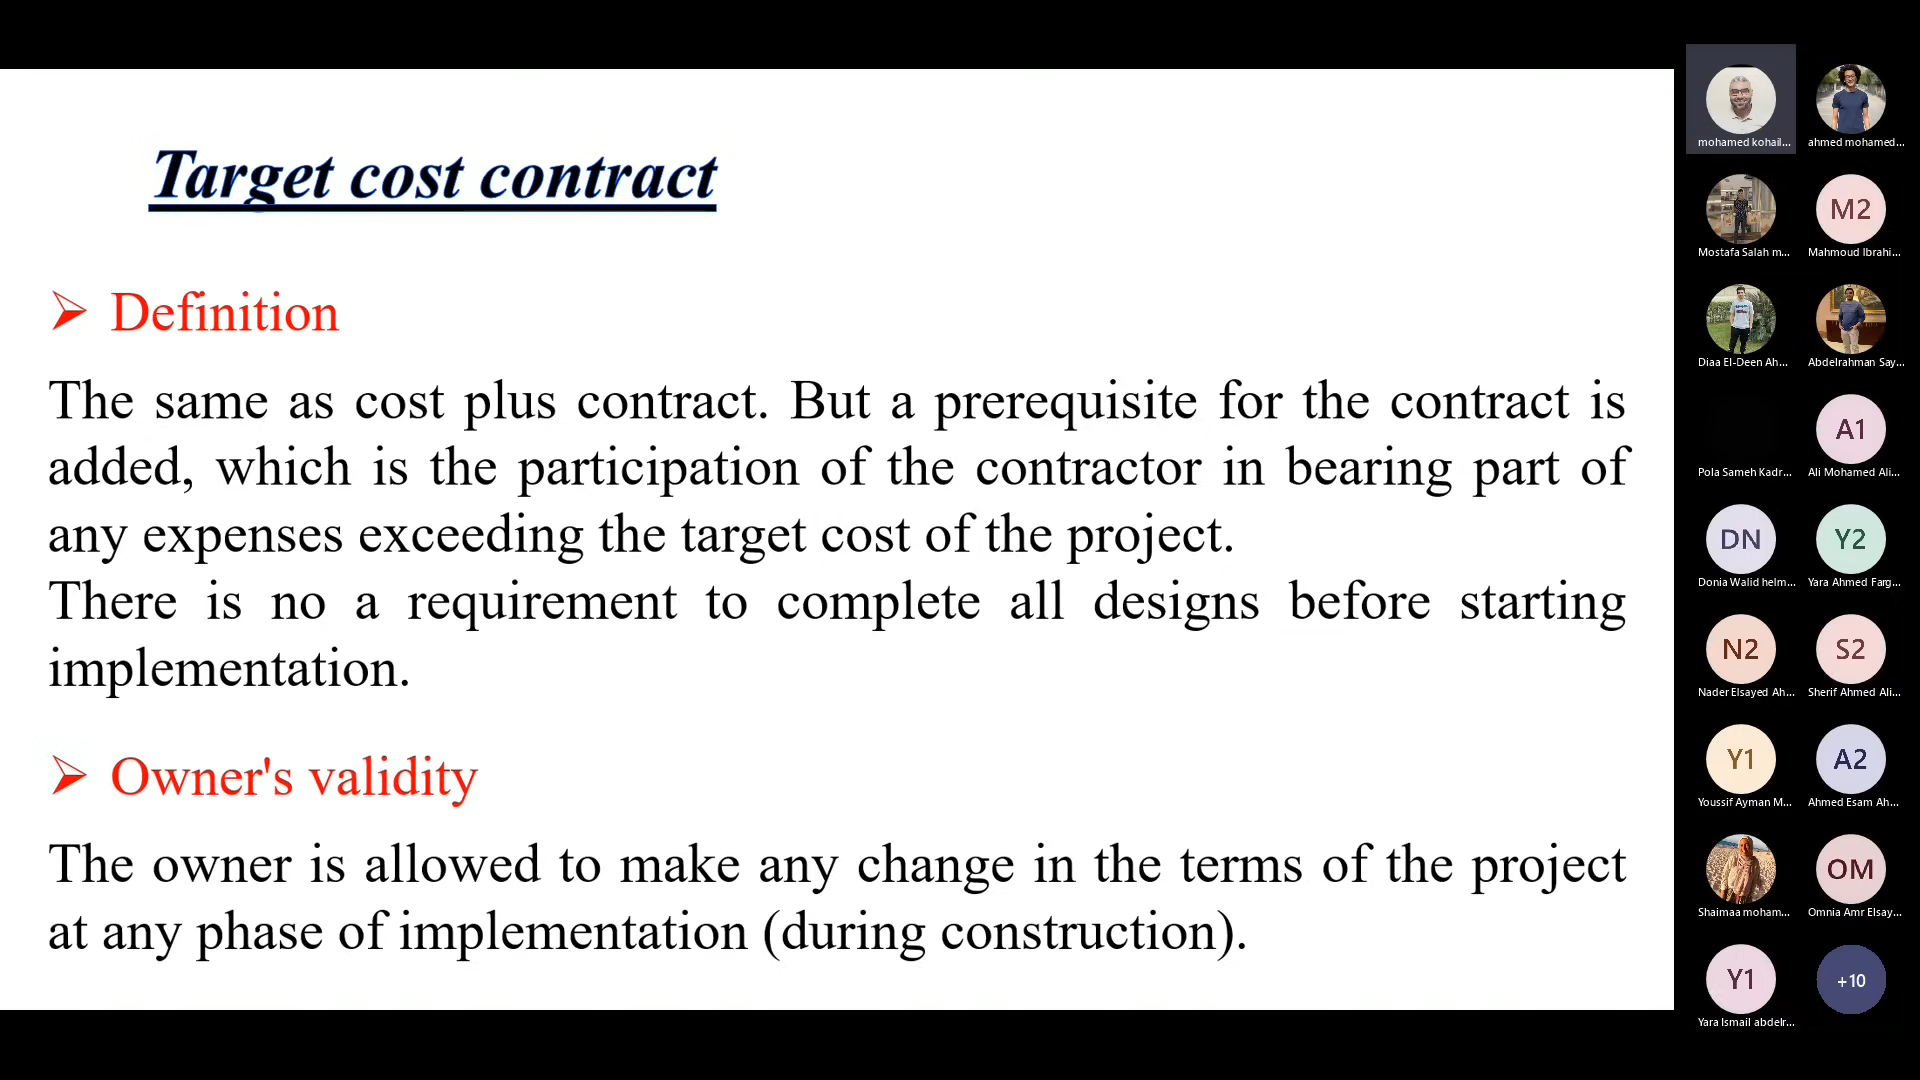 Target cost contract
Definition
The same as cost plus contract. But a prerequisite for the contract is
added, which is the participation of the contractor in bearing part of
any expenses exceeding the target cost of the project.
There is no a requirement to complete all designs before starting
implementation.
Owner's validity
The owner is allowed to make any change in the terms of the project
at any phase of implementation (during construction).
mohamed kohail...
ahmed mohamed...
Mostafa Salah m...
M2
Mahmoud Ibrahi...
Diaa El-Deen Ah...
Abdelrahman Say...
Pola Sameh Kadr...
A1
Ali Mohamed Ali...
DN
Donia Walid helm...
Y2
Yara Ahmed Farg...
N2
Nader Elsayed Ah...
S2
Sherif Ahmed Ali...
Y1
Youssif Ayman M...
A2
Ahmed Esam Ah...
Shaimaa moham...
OM
Omnia Amr Elsay...
Y1
Yara Ismail abdelr...
+10